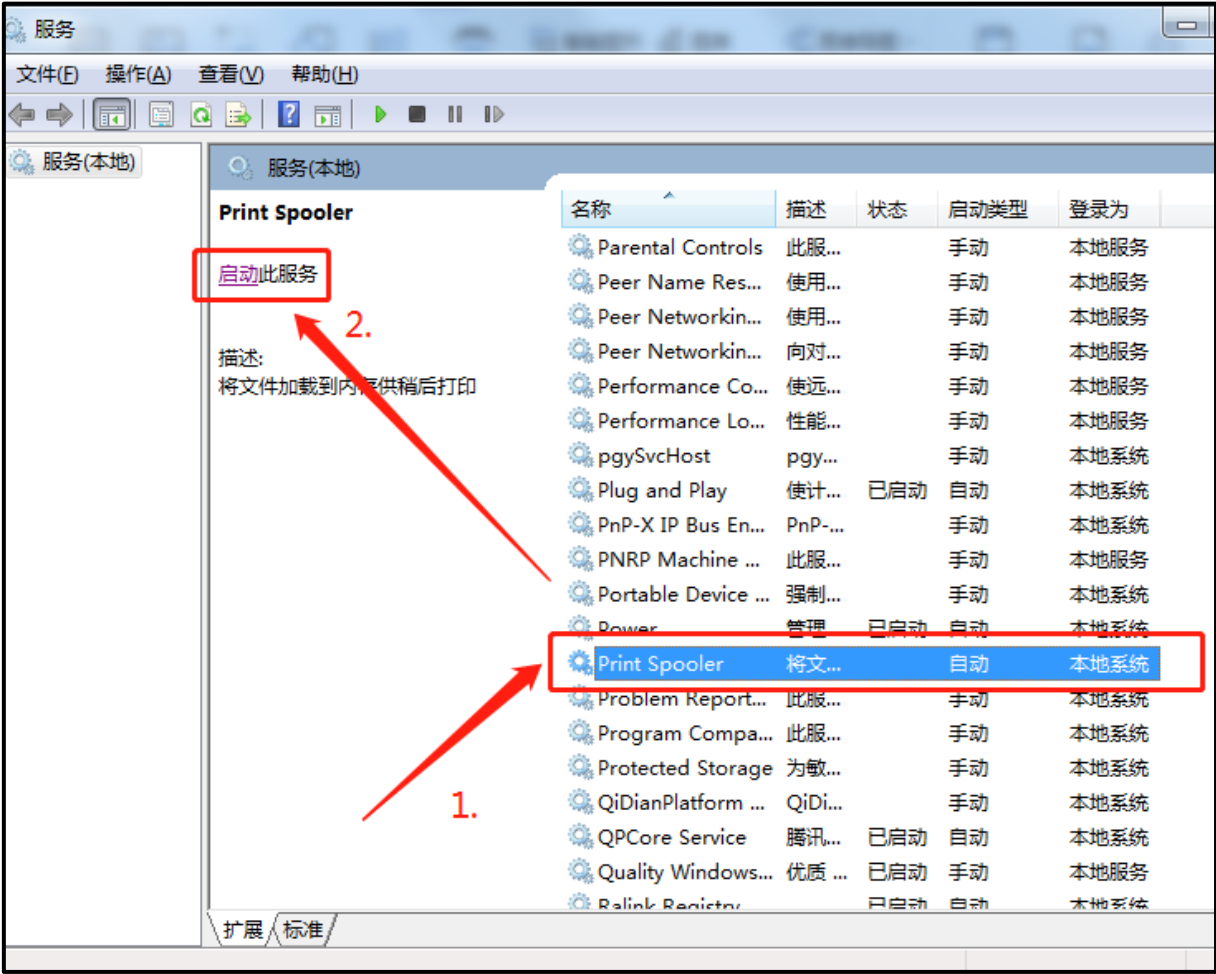 服务
文件(F) 操作(A) 查看(V) 帮助(H)
服务(本地)
服务(本地)
Print Spooler
启动此服务
2.
描述:
将文件加载到内存供稍后打印
1.
名称 描述 状态 启动类型 登录为
Parental Controls 此服... 手动 本地服务
Peer Name Res... 使用... 手动 本地服务
Peer Networkin... 使用... 手动 本地服务
Peer Networkin... 向对... 手动 本地服务
Performance Co... 使远... 手动 本地服务
Performance Lo... 性能... 手动 本地服务
pgySvcHost pgy... 手动 本地系统
Plug and Play 使计... 已启动 自动 本地系统
PnP-X IP Bus En... PnP-... 手动 本地系统
PNRP Machine ... 此服... 手动 本地服务
Portable Device ... 强制... 手动 本地系统
Power 管理... 已启动 自动 本地系统
Print Spooler 将文... 自动 本地系统
Problem Report... 此服... 手动 本地系统
Program Compa... 此服... 手动 本地系统
Protected Storage 为敏... 手动 本地系统
QiDianPlatform ... QiDi... 手动 本地系统
QPCore Service 腾讯... 已启动 自动 本地系统
Quality Windows... 优质 ... 已启动 手动 本地服务
Ralink Registry 已启动 自动 本地系统
扩展 标准